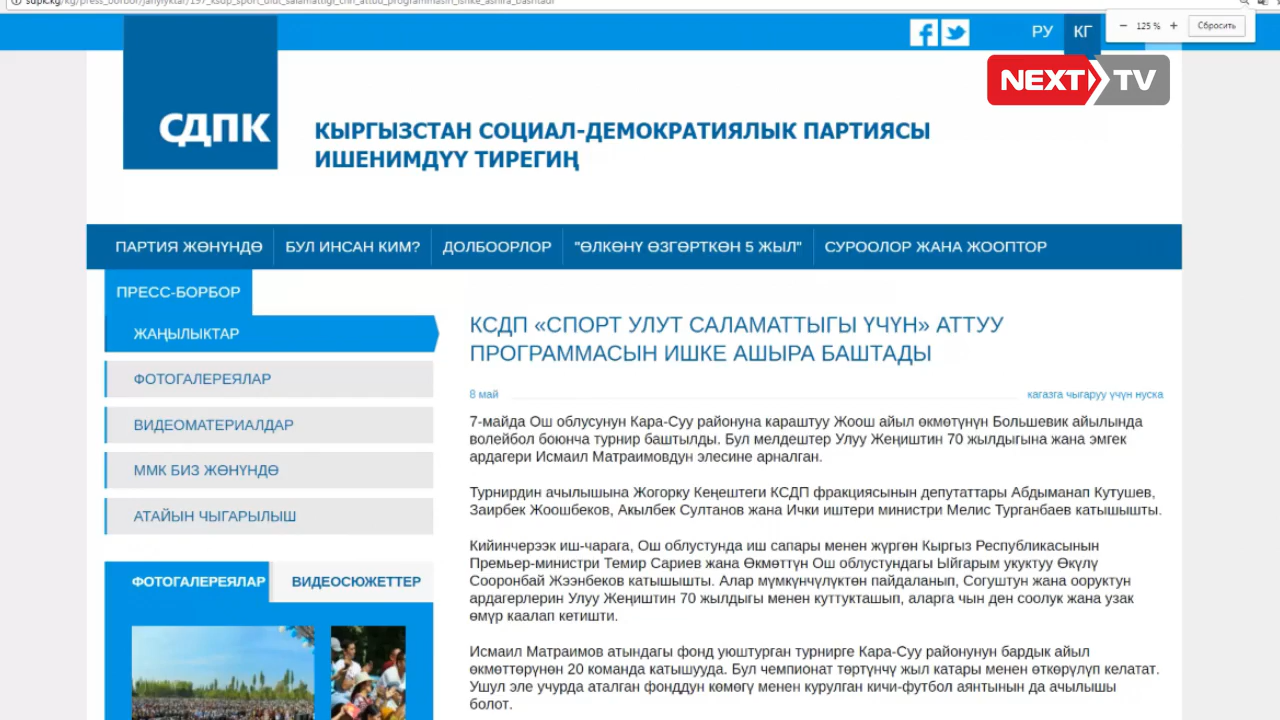 sdpk.kg/kg/press_borbor/janylyktar/197_ksdp_sport_ulut_salamattigi_chn_attuu_programmasin_ishke_ashira_bashtadi
РУ КГ
125 %
Сбросить
NEXT TV
СДПК
КЫРГЫЗСТАН СОЦИАЛ-ДЕМОКРАТИЯЛЫК ПАРТИЯСЫ
ИШЕНИМДҮҮ ТИРЕГИҢ
ПАРТИЯ ЖӨНҮНДӨ БУЛ ИНСАН КИМ? ДОЛБООРЛОР "ӨЛКӨНҮ ӨЗГӨРТКӨН 5 ЖЫЛ" СУРООЛОР ЖАНА ЖООПТОР
ПРЕСС-БОРБОР
ЖАҢЫЛЫКТАР
ФОТОГАЛЕРЕЯЛАР
ВИДЕОМАТЕРИАЛДАР
ММК БИЗ ЖӨНҮНДӨ
АТАЙЫН ЧЫГАРЫЛЫШ
ФОТОГАЛЕРЕЯЛАР ВИДЕОСЮЖЕТТЕР
КСДП «СПОРТ УЛУТ САЛАМАТТЫГЫ ҮЧҮН» АТТУУ
ПРОГРАММАСЫН ИШКЕ АШЫРА БАШТАДЫ
8 май кагазга чыгаруу үчүн нуска
7-майда Ош облусунун Кара-Суу районуна караштуу Жоош айыл өкмөтүнүн Большевик айылында
волейбол боюнча турнир баштылды. Бул мелдештер Улуу Жеңиштин 70 жылдыгына жана эмгек
ардагери Исмаил Матраимовдун элесине арналган.
Турнирдин ачылышына Жогорку Кеңештеги КСДП фракциясынын депутаттары Абдыманап Кутушев,
Заирбек Жоошбеков, Акылбек Султанов жана Ички иштери министри Мелис Турганбаев катышышты.
Кийинчерээк иш-чарага, Ош облустунда иш сапары менен жүргөн Кыргыз Республикасынын
Премьер-министри Темир Сариев жана Өкмөттүн Ош облустундагы Ыйгарым укуктуу Өкүлү
Сооронбай Жээнбеков катышышты. Алар мүмкүнчүлүктөн пайдаланып, Согуштун жана ооруктун
ардагерлерин Улуу Жеңиштин 70 жылдыгы менен куттукташып, аларга чын ден соолук жана узак
өмүр каалап кетишти.
Исмаил Матраимов атындагы фонд уюштурган турнирге Кара-Суу районунун бардык айыл
өкмөттөрүнөн 20 команда катышууда. Бул чемпионат төртүнчү жыл катары менен өткөрүлүп келатат.
Ушул эле учурда аталган фонддун көмөгү менен курулган кичи-футбол аянтынын да ачылышы
болот.